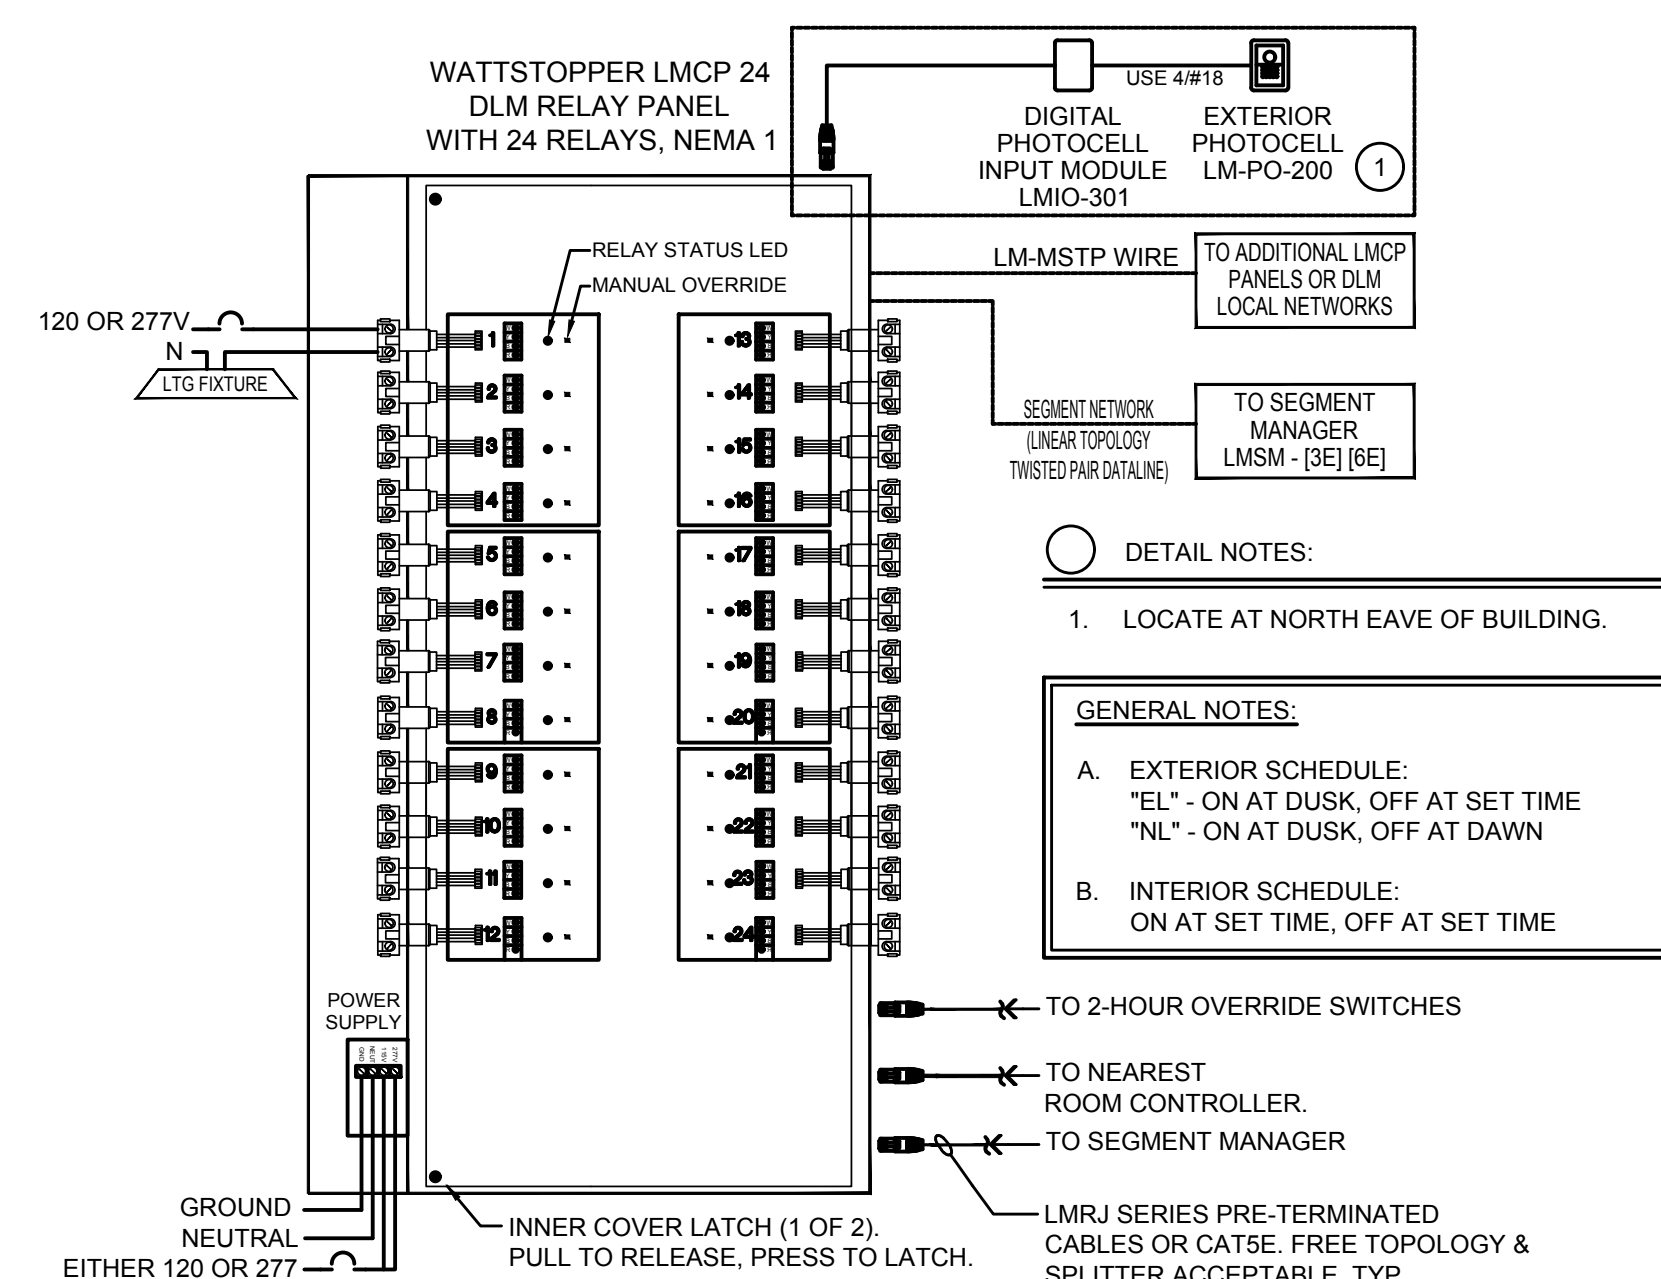 WATTSTOPPER LMCP 24
DLM RELAY PANEL
WITH 24 RELAYS, NEMA 1
USE 4/#18
DIGITAL
PHOTOCELL
INPUT MODULE
LMIO-301
EXTERIOR
PHOTOCELL
LM-PO-200
1
RELAY STATUS LED
MANUAL OVERRIDE
LM-MSTP WIRE
TO ADDITIONAL LMCP
PANELS OR DLM
LOCAL NETWORKS
120 OR 277V
N
LTG FIXTURE
SEGMENT NETWORK
(LINEAR TOPOLOGY
TWISTED PAIR DATALINE)
TO SEGMENT
MANAGER
LMSM - [3E] [6E]
1
2
3
4
5
6
7
8
9
10
11
12
13
14
15
16
17
18
19
20
21
22
23
24
DETAIL NOTES:
1. LOCATE AT NORTH EAVE OF BUILDING.
GENERAL NOTES:
A. EXTERIOR SCHEDULE:
"EL" - ON AT DUSK, OFF AT SET TIME
"NL" - ON AT DUSK, OFF AT DAWN
B. INTERIOR SCHEDULE:
ON AT SET TIME, OFF AT SET TIME
POWER
SUPPLY
GND
NEUT
115V
277V
TO 2-HOUR OVERRIDE SWITCHES
TO NEAREST
ROOM CONTROLLER.
TO SEGMENT MANAGER
GROUND
NEUTRAL
EITHER 120 OR 277
INNER COVER LATCH (1 OF 2).
PULL TO RELEASE, PRESS TO LATCH.
LMRJ SERIES PRE-TERMINATED
CABLES OR CAT5E. FREE TOPOLOGY &
SPLITTER ACCEPTABLE, TYP.